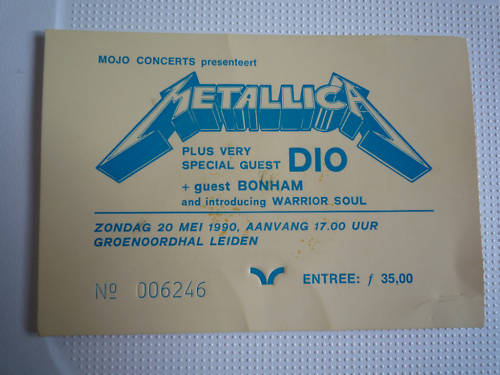 MOJO CONCERTS presenteert
METALLICA
PLUS VERY
SPECIAL GUEST DIO
+ guest BONHAM
and introducing WARRIOR SOUL
ZONDAG 20 MEI 1990, AANVANG 17.00 UUR
GROENOORDHAL LEIDEN
Nº 006246
ENTREE: ƒ 35,00